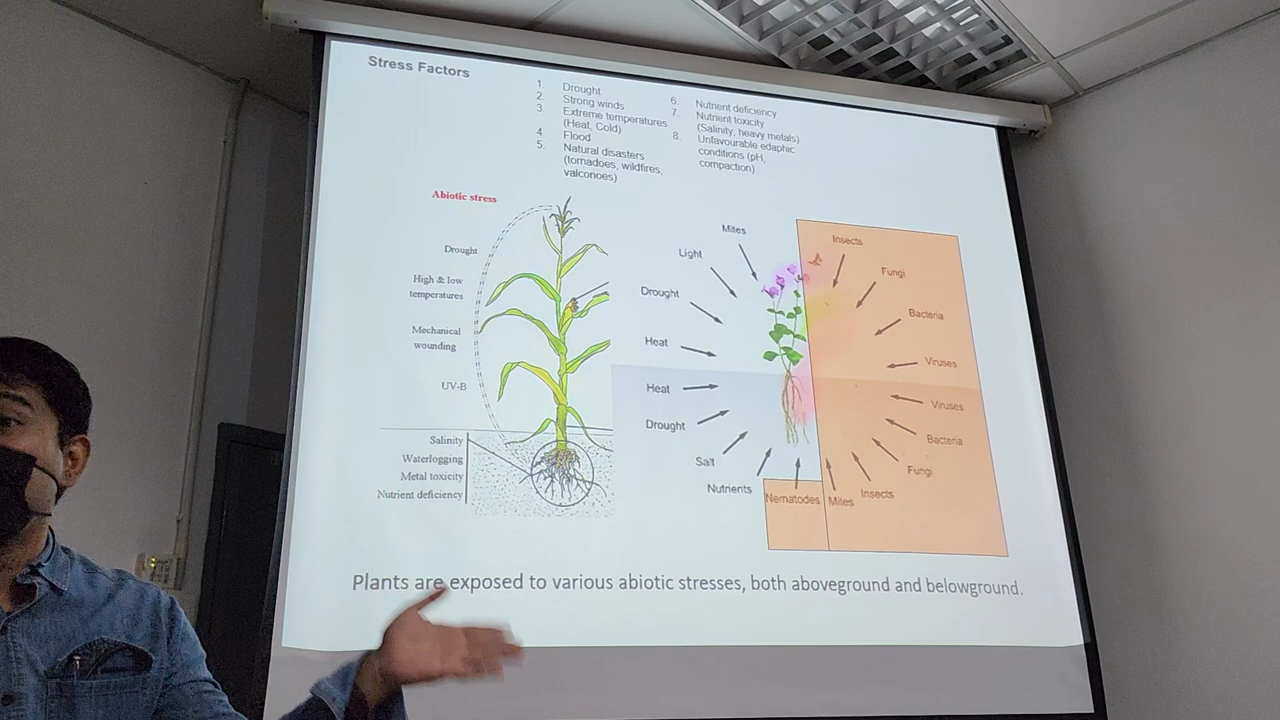 Stress Factors
1. Drought
2. Strong winds
3. Extreme temperatures
(Heat, Cold)
4. Flood
5. Natural disasters
(tornadoes, wildfires,
valconoes)
6. Nutrient deficiency
7. Nutrient toxicity
(Salinity, heavy metals)
8. Unfavourable edaphic
conditions (pH,
compaction)
Abiotic stress
Drought
High & low
temperatures
Mechanical
wounding
UV-B
Salinity
Waterlogging
Metal toxicity
Nutrient deficiency
Mites
Light
Drought
Heat
Heat
Drought
Salt
Nutrients
Nematodes
Mites
Insects
Fungi
Bacteria
Viruses
Viruses
Bacteria
Fungi
Insects
Plants are exposed to various abiotic stresses, both aboveground and belowground.